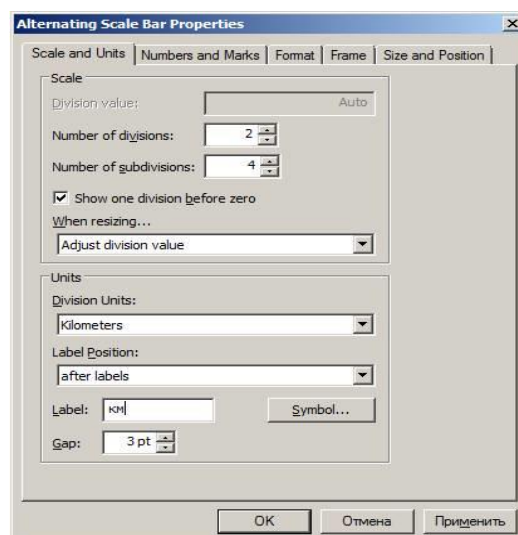 Alternating Scale Bar Properties
Scale and Units Numbers and Marks Format Frame Size and Position
Scale
Division value: Auto
Number of divisions: 2
Number of subdivisions: 4
Show one division before zero
When resizing...
Adjust division value
Units
Division Units:
Kilometers
Label Position:
after labels
Label: км Symbol...
Gap: 3 pt
OK Отмена Применить